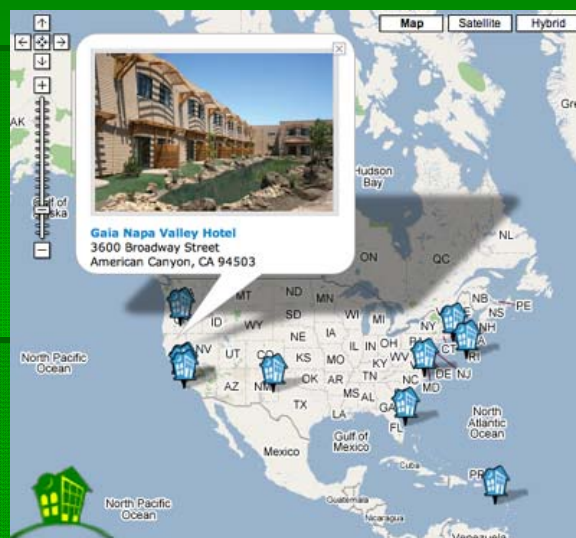 Map Satellite Hybrid
AK
Gulf of
Hudson
Bay
Gaia Napa Valley Hotel
3600 Broadway Street
American Canyon, CA 94503
NL
ON
QC
MT
ND
MN
NB
PE
NS
ID
WY
SD
WI
MI
NY
NH
NV
UT
NE
IA
IL
IN
OH
CT
RI
CO
KS
MO
KY
WV
DE
NJ
MD
AZ
NM
OK
AR
TN
NC
MS
AL
GA
TX
LA
FL
North Pacific
Ocean
North
Atlantic
Ocean
Gulf of
Mexico
Mexico
Cuba
PR
Guatemala
Nicaragua
Venezuela
North Pacific
Ocean